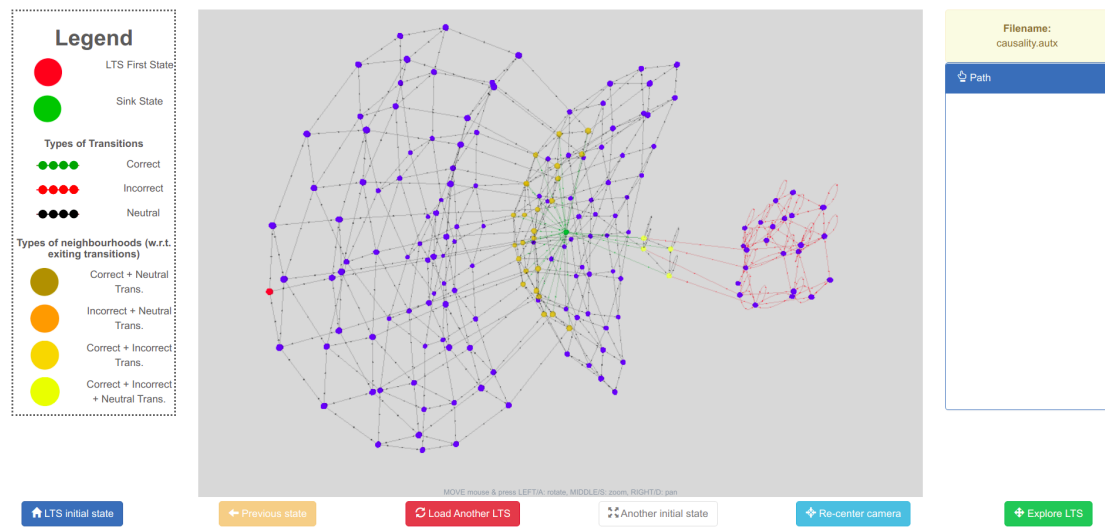 Legend
LTS First State
Sink State
Types of Transitions
Correct
Incorrect
Neutral
Types of neighbourhoods (w.r.t.
exiting transitions)
Correct + Neutral
Trans.
Incorrect + Neutral
Trans.
Correct + Incorrect
Trans.
Correct + Incorrect
+ Neutral Trans.
Filename:
causality.autx
Path
MOVE mouse & press LEFT/A: rotate, MIDDLE/S: zoom, RIGHT/D: pan
LTS initial state
Previous state
Load Another LTS
Another initial state
Re-center camera
Explore LTS